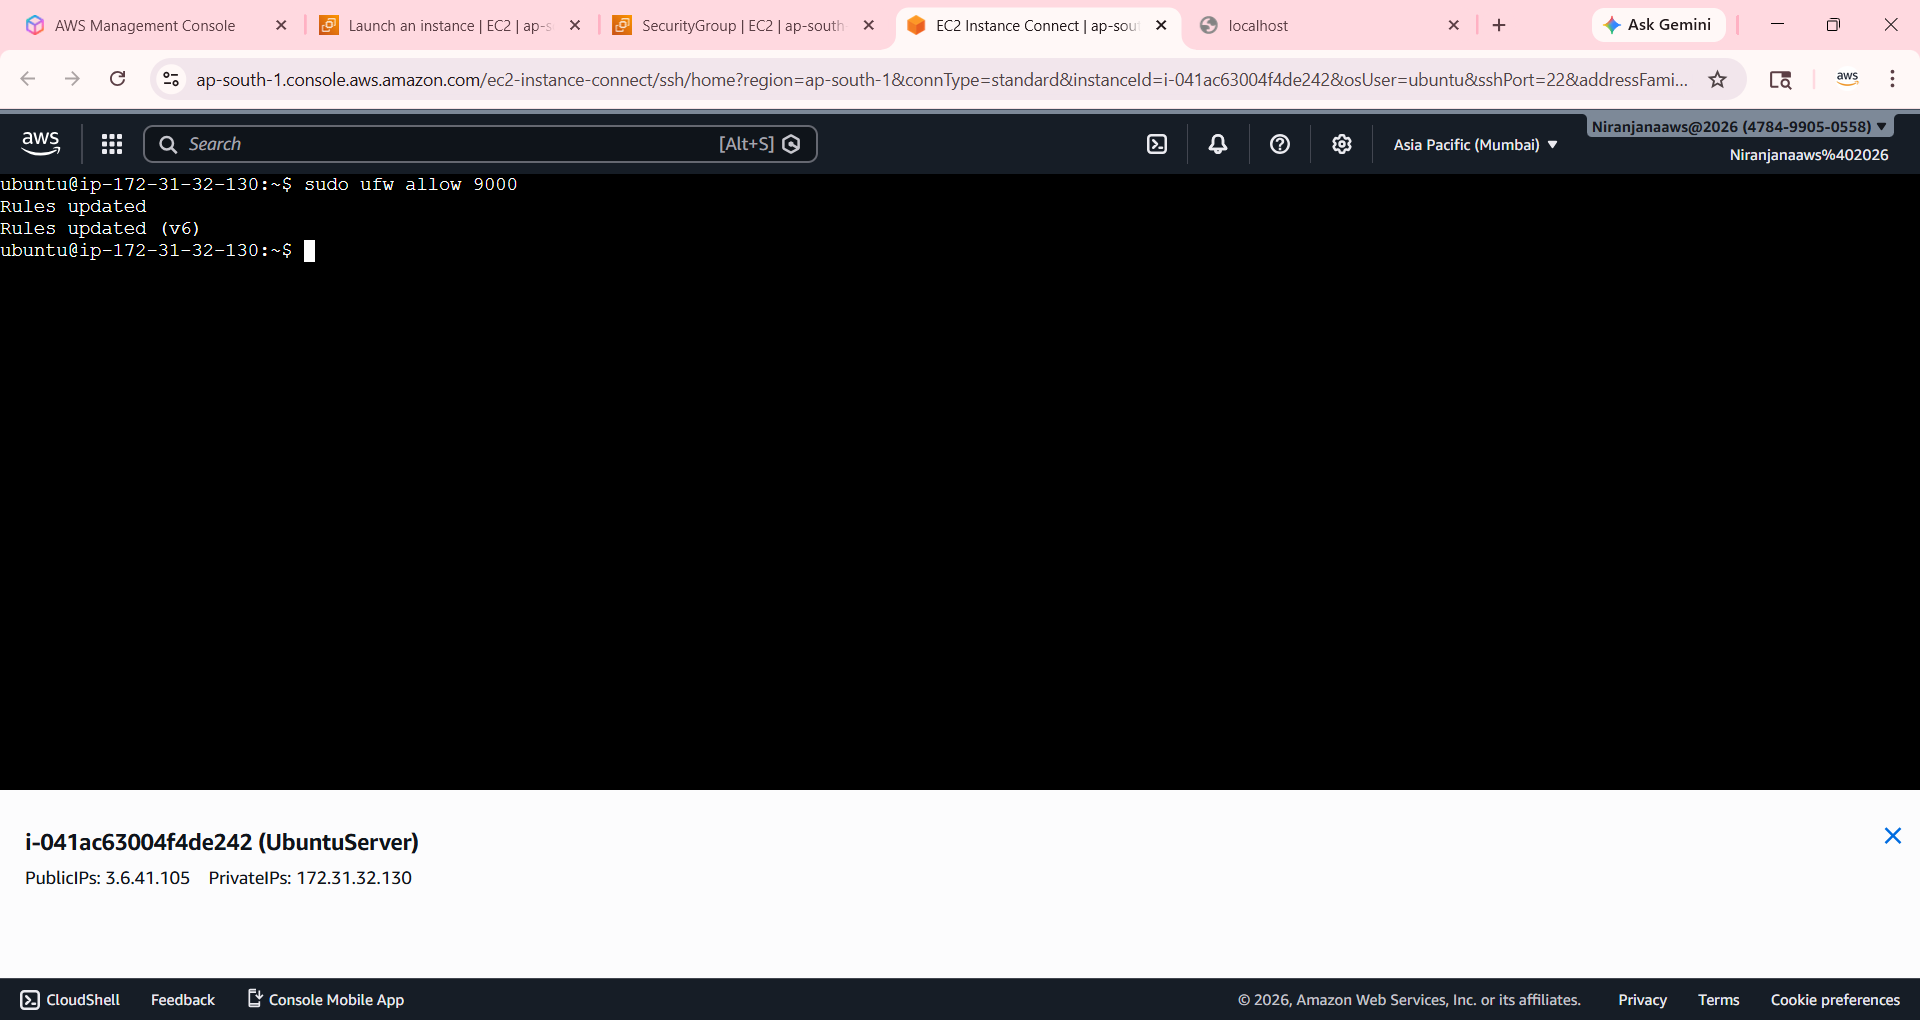 AWS Management Console
Launch an instance | EC2 | ap-s
SecurityGroup | EC2 | ap-south
EC2 Instance Connect | ap-sou
localhost
Ask Gemini
ap-south-1.console.aws.amazon.com/ec2-instance-connect/ssh/home?region=ap-south-1&connType=standard&instanceId=i-041ac63004f4de242&osUser=ubuntu&sshPort=22&addressFami...
aws
aws
Search
[Alt+S]
Asia Pacific (Mumbai)
Niranjanaaws@2026 (4784-9905-0558)
Niranjanaaws%402026
ubuntu@ip-172-31-32-130:~$ sudo ufw allow 9000
Rules updated
Rules updated (v6)
ubuntu@ip-172-31-32-130:~$
i-041ac63004f4de242 (UbuntuServer)
PublicIPs: 3.6.41.105 PrivateIPs: 172.31.32.130
CloudShell
Feedback
Console Mobile App
© 2026, Amazon Web Services, Inc. or its affiliates.
Privacy
Terms
Cookie preferences